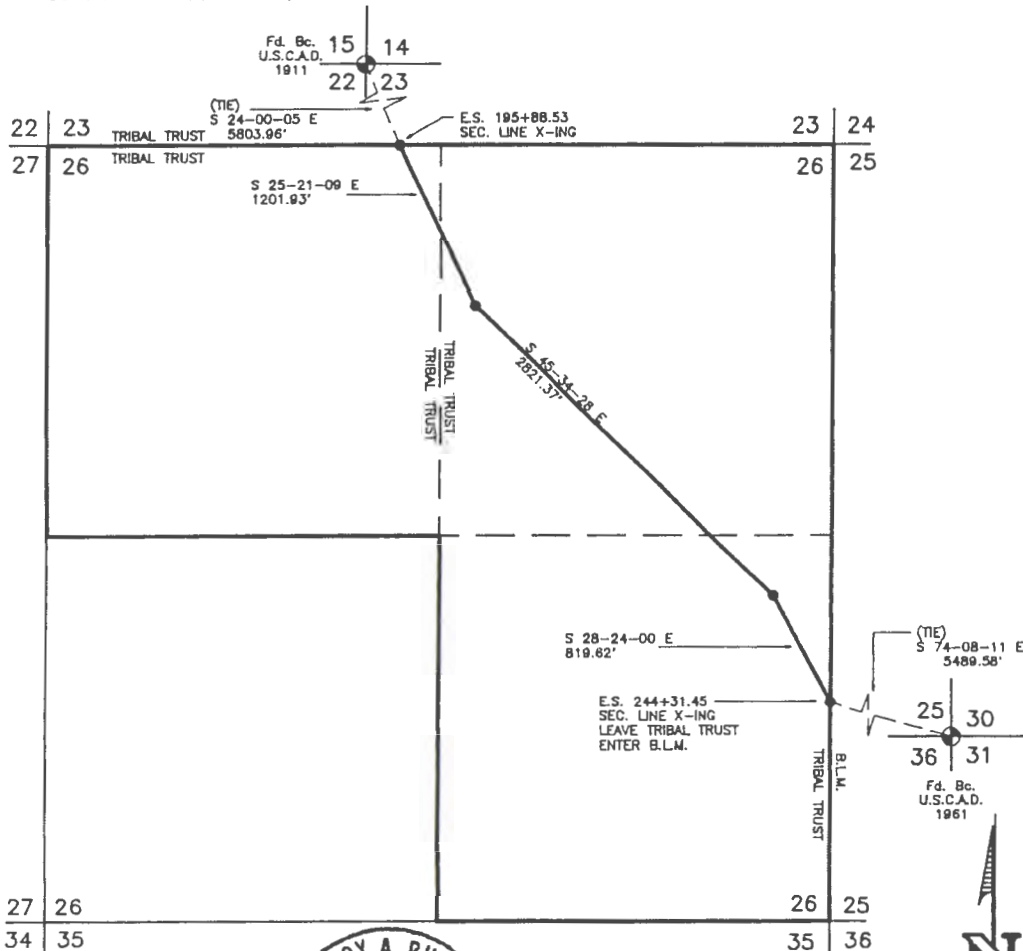 Fd. Bc.
U.S.C.A.D.
1911
15 14
22 23
(TIE)
S 24-00-05 E
5803.96'
E.S. 195+88.53
SEC. LINE X-ING
22 23
TRIBAL TRUST
23 24
27 26
TRIBAL TRUST
26 25
S 25-21-09 E
1201.93'
TRIBAL TRUST
TRIBAL TRUST
S 45-34-28 E
2821.37'
S 28-24-00 E
819.62'
(TIE)
S 74-08-11 E
5489.58'
E.S. 244+31.45
SEC. LINE X-ING
LEAVE TRIBAL TRUST
ENTER B.L.M.
25 30
36 31
B.L.M.
TRIBAL TRUST
Fd. Bc.
U.S.C.A.D.
1961
27 26
26 25
34 35
35 36
N